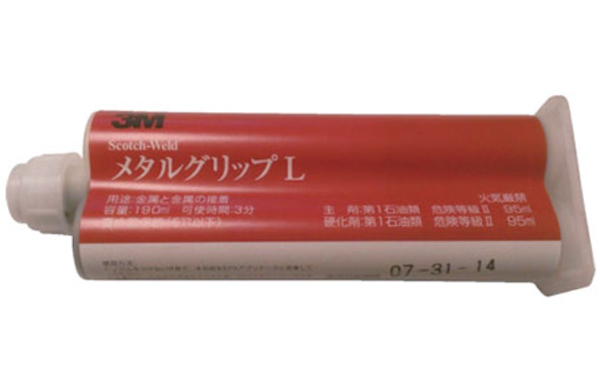 3M
Scotch-Weld
メタルグリップ L
用途:金属と金属の接着
容量:190ml 可使時間:3分
火気厳禁
主 剤:第1石油類 危険等級Ⅱ 95ml
硬化剤:第1石油類 危険等級Ⅱ 95ml
07-31-14